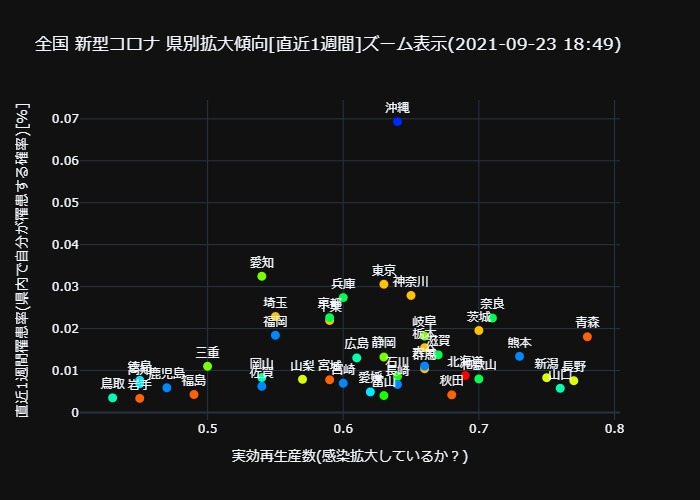 全国 新型コロナ 県別拡大傾向[直近1週間]ズーム表示(2021-09-23 18:49)
直近1週間罹患率(県内で自分が罹患する確率)[%]
0.07
0.06
0.05
0.04
0.03
0.02
0.01
0
沖縄
愛知
東京
神奈川
兵庫
埼玉
千葉
奈良
福岡
茨城
青森
岐阜
栃木
滋賀
三重
広島
静岡
熊本
岡山
佐賀
山梨
宮城
宮崎
石川
長崎
群馬
北海道
和歌山
新潟
長野
山口
徳島
鹿児島
岩手
鳥取
福島
愛媛
富山
秋田
0.5
0.6
0.7
0.8
実効再生産数(感染拡大しているか？)